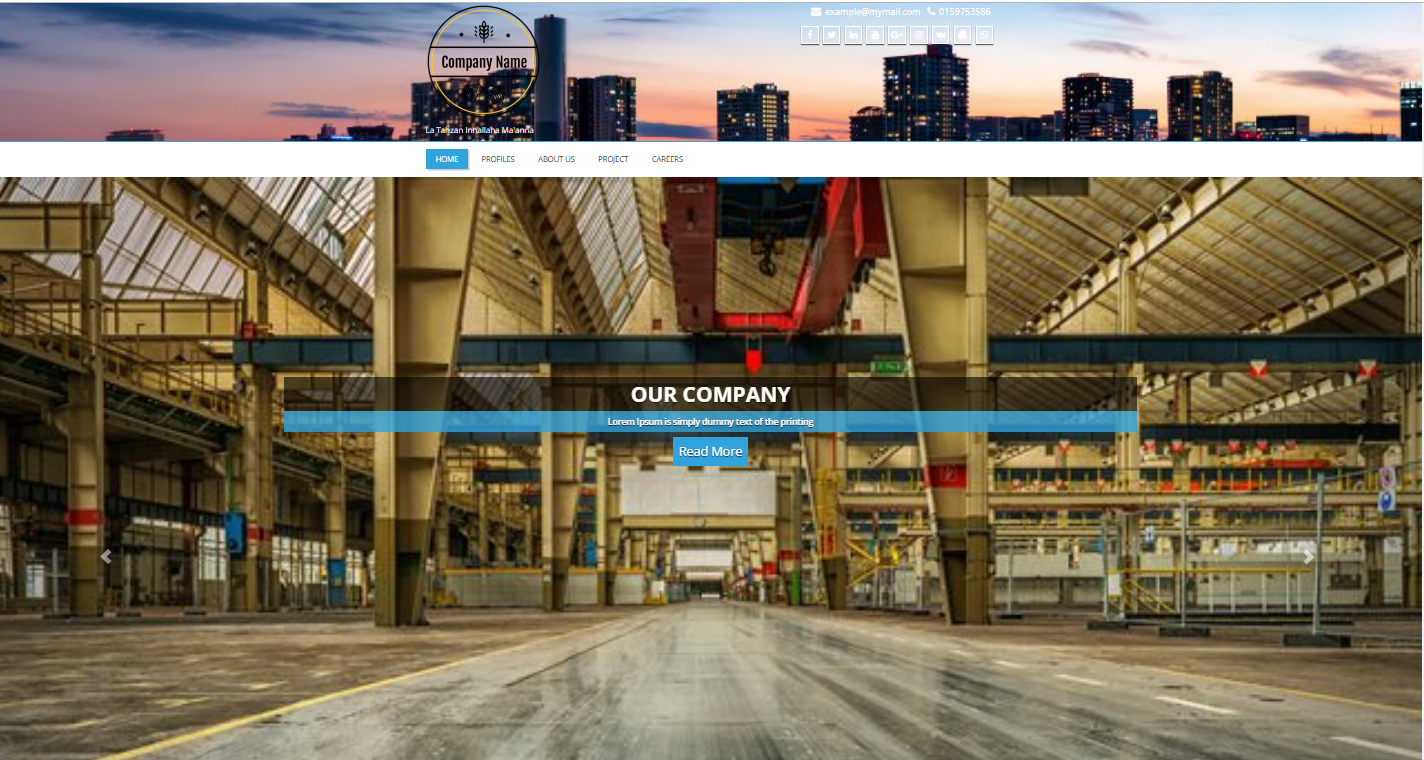 example@mymail.com 0159753586
Company Name
La Tahzan Innallaha Ma'anna
HOME PROFILES ABOUT US PROJECT CAREERS
OUR COMPANY
Lorem Ipsum is simply dummy text of the printing
Read More